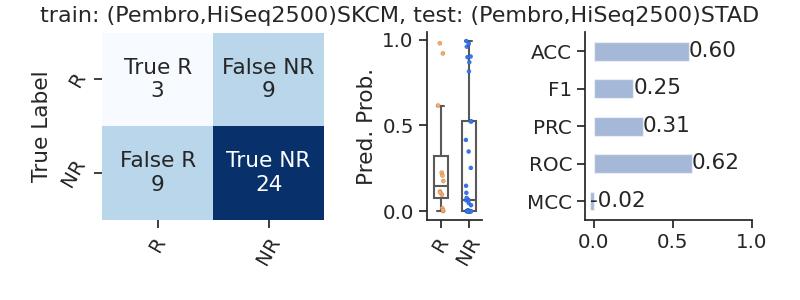 train: (Pembro,HiSeq2500)SKCM, test: (Pembro,HiSeq2500)STAD
True Label
R
NR
True R
3
False NR
9
False R
9
True NR
24
R
NR
Pred. Prob.
1.0
0.5
0.0
R
NR
ACC
0.60
F1
0.25
PRC
0.31
ROC
0.62
MCC
-0.02
0.0
0.5
1.0